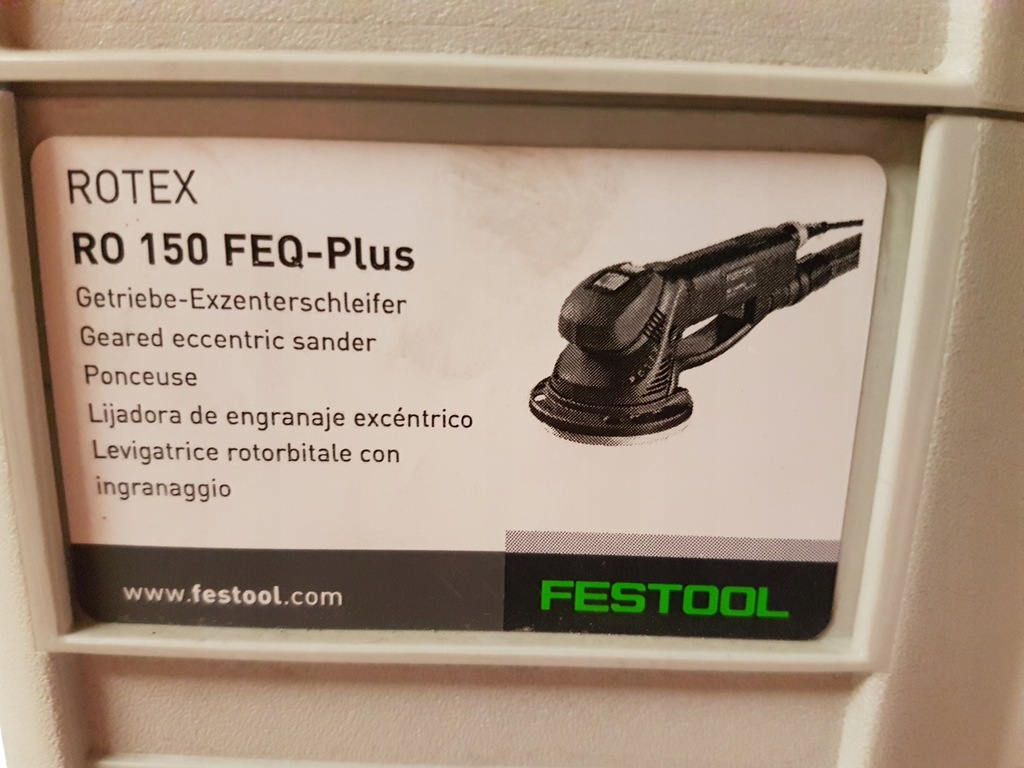 ROTEX
RO 150 FEQ-Plus
Getriebe-Exzenterschleifer
Geared eccentric sander
Ponceuse
Lijadora de engranaje excéntrico
Levigatrice rotorbitale con
ingranaggio
www.festool.com
FESTOOL